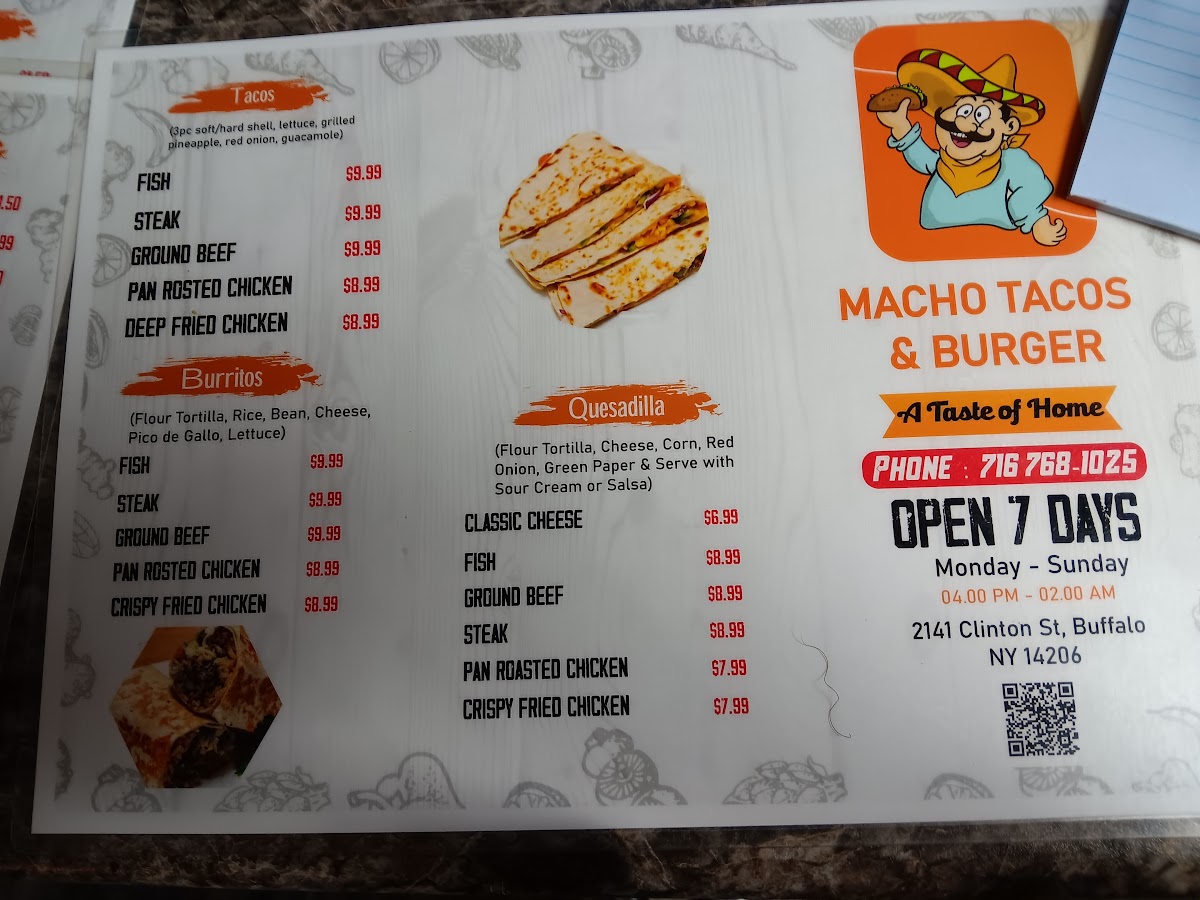 Tacos
(3pc soft/hard shell, lettuce, grilled
pineapple, red onion, guacamole)
FISH $9.99
STEAK $9.99
GROUND BEEF $9.99
PAN ROSTED CHICKEN $8.99
DEEP FRIED CHICKEN $8.99
Burritos
(Flour Tortilla, Rice, Bean, Cheese,
Pico de Gallo, Lettuce)
FISH $9.99
STEAK $9.99
GROUND BEEF $9.99
PAN ROSTED CHICKEN $8.99
CRISPY FRIED CHICKEN $8.99
Quesadilla
(Flour Tortilla, Cheese, Corn, Red
Onion, Green Paper & Serve with
Sour Cream or Salsa)
CLASSIC CHEESE $6.99
FISH $8.99
GROUND BEEF $8.99
STEAK $8.99
PAN ROASTED CHICKEN $7.99
CRISPY FRIED CHICKEN $7.99
MACHO TACOS
& BURGER
A Taste of Home
PHONE : 716 768-1025
OPEN 7 DAYS
Monday - Sunday
04.00 PM - 02.00 AM
2141 Clinton St, Buffalo
NY 14206